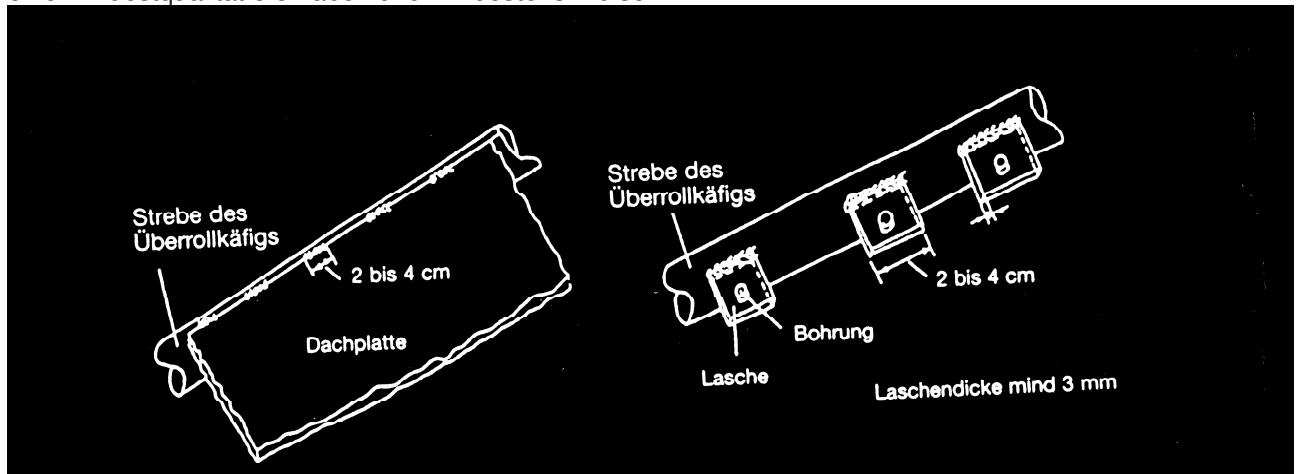 Strebe des
Überrollkäfigs
2 bis 4 cm
Dachplatte
Strebe des
Überrollkäfigs
2 bis 4 cm
Bohrung
Lasche
Laschendicke mind 3 mm